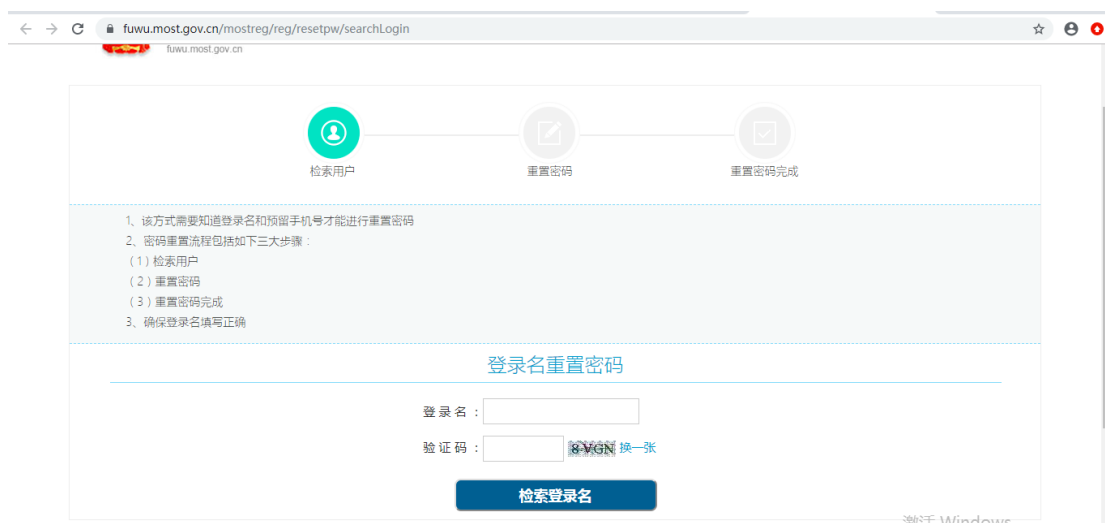 fuwu.most.gov.cn/mostreg/reg/resetpw/searchLogin
fuwu.most.gov.cn
检索用户
重置密码
重置密码完成
1、该方式需要知道登录名和预留手机号才能进行重置密码
2、密码重置流程包括如下三大步骤：
（1）检索用户
（2）重置密码
（3）重置密码完成
3、确保登录名填写正确
登录名重置密码
登 录 名 ：
验 证 码 ： 8-VGN 换一张
检索登录名
激活 Windows